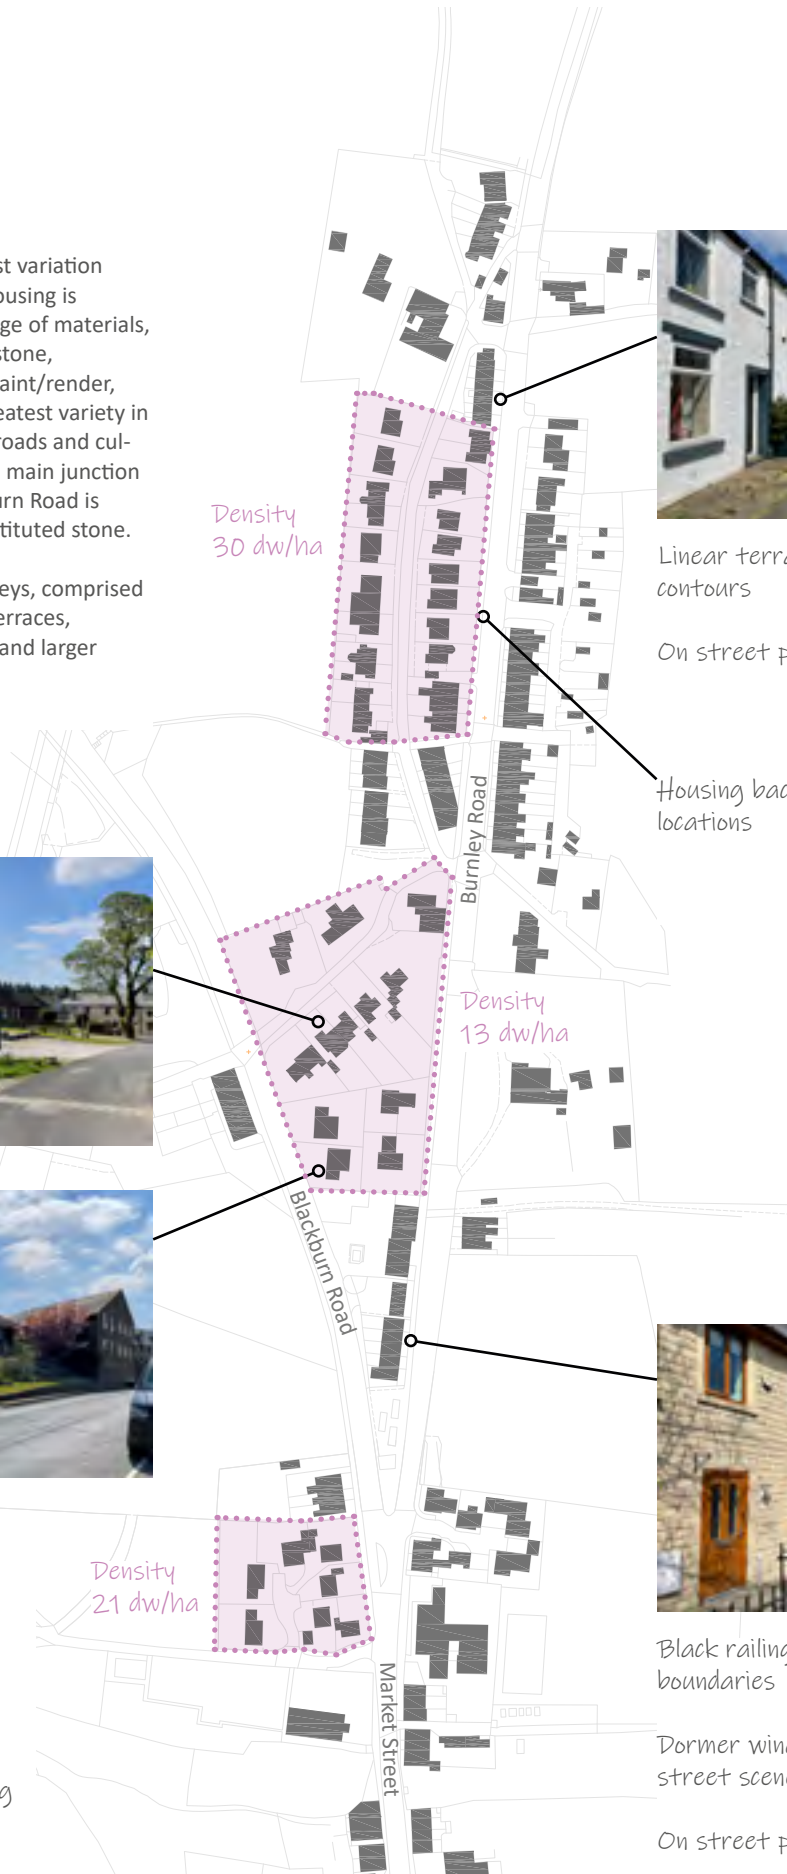 st variation
ousing is
ge of materials,
stone,
aint/render,
eatest variety in
roads and cul-
main junction
urn Road is
tituted stone.
eys, comprised
erraces,
and larger
Density
30 dw/ha
Linear terra
contours
On street p
Housing bac
locations
Burnley Road
Density
13 dw/ha
Blackburn Road
Density
21 dw/ha
Market Street
Black railing
boundaries
Dormer wind
street scen
On street p
g